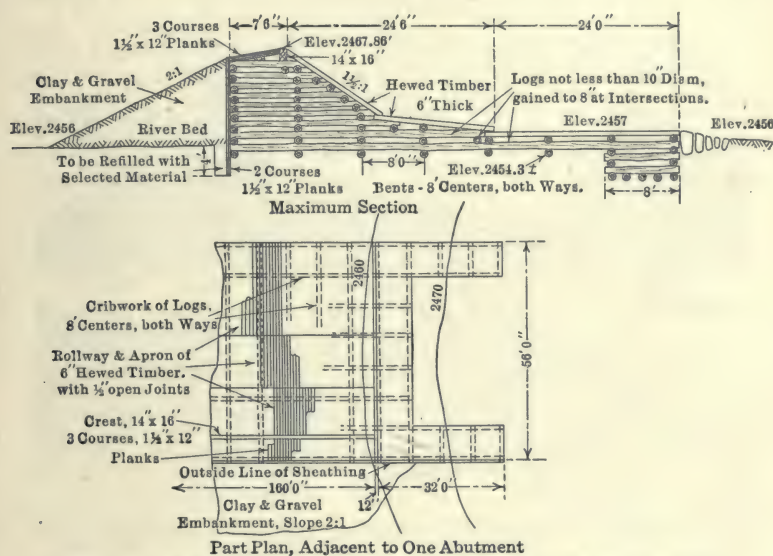 3 Courses
1½" x 12" Planks
7'6"
24'6"
24'0"
Elev.2467.86'
14" x 16"
2:1
1½:1
Clay & Gravel
Embankment
Hewed Timber
6" Thick
Logs not less than 10" Diam,
gained to 8" at Intersections.
Elev.2456
River Bed
Elev.2457
Elev.2456
To be Refilled with
Selected Material
2 Courses
1½" x 12" Planks
8'0"
Elev.2454.3±
Bents - 8' Centers, both Ways.
8'
Maximum Section
2460
2470
Cribwork of Logs,
8' Centers, both Ways
Rollway & Apron of
6" Hewed Timber.
with ½" open Joints
56'0"
Crest, 14" x 16"
3 Courses, 1½" x 12"
Planks
Outside Line of Sheathing
160'0"
12"
32'0"
Clay & Gravel
Embankment, Slope 2:1
Part Plan, Adjacent to One Abutment